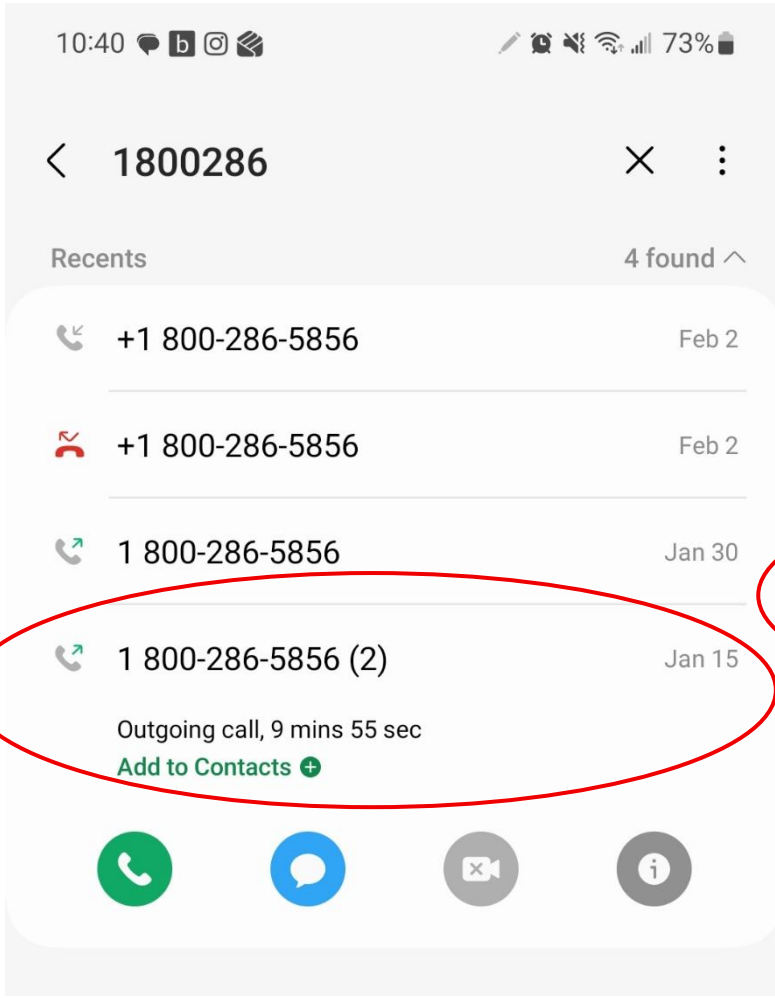 10:40 b 73%
1800286
Recents 4 found
+1 800-286-5856 Feb 2
+1 800-286-5856 Feb 2
1 800-286-5856 Jan 30
1 800-286-5856 (2) Jan 15
Outgoing call, 9 mins 55 sec
Add to Contacts